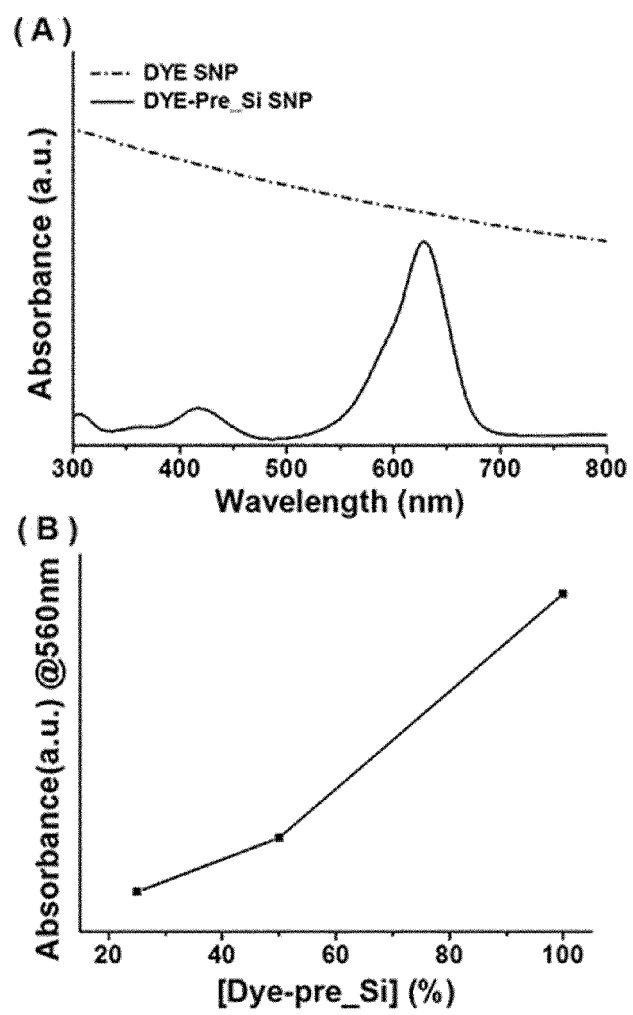 ( A )
DYE SNP
DYE-Pre_Si SNP
Absorbance (a.u.)
300 400 500 600 700 800
Wavelength (nm)
( B )
Absorbance(a.u.) @560nm
20 40 60 80 100
[Dye-pre_Si] (%)